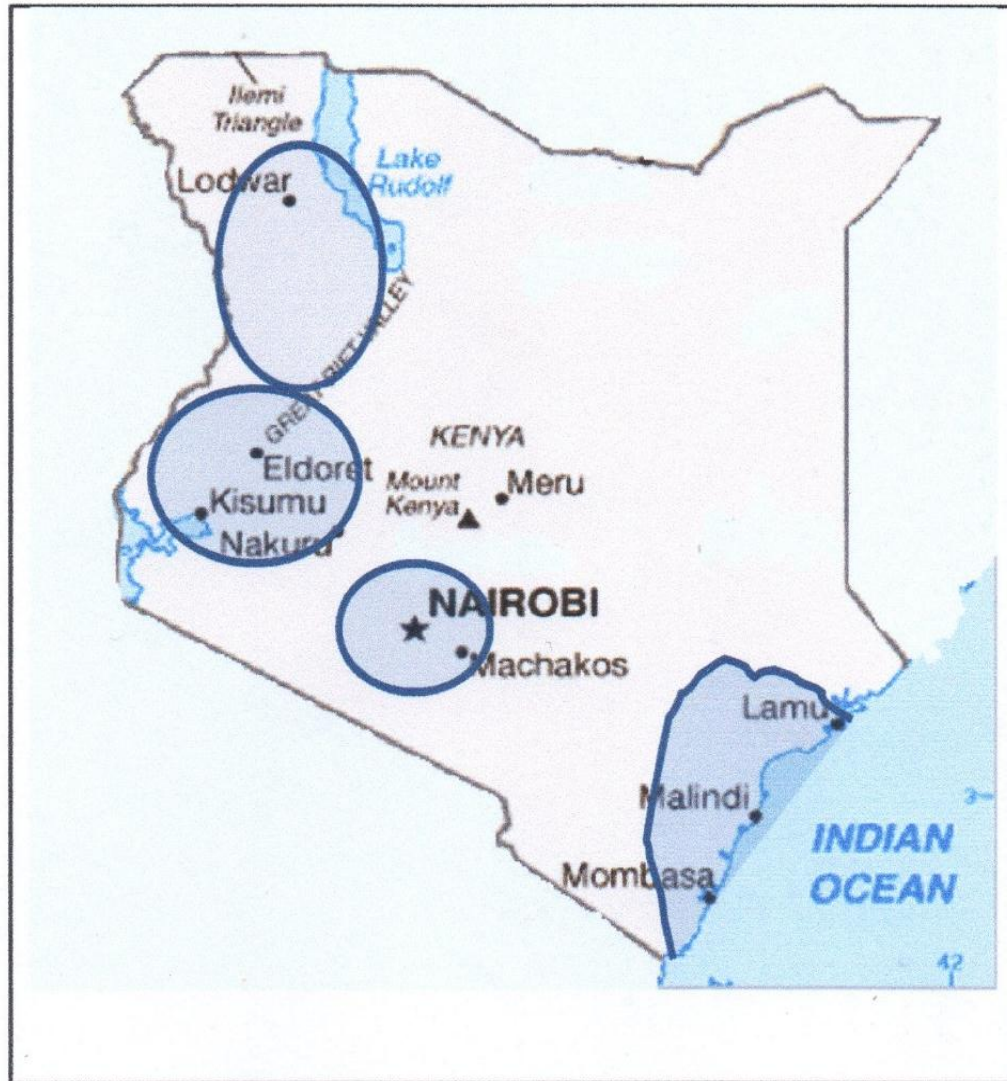 Ilemi
Triangle
Lake
Rudolf
Lodwar
GREAT RIFT VALLEY
KENYA
Eldoret
Mount
Kenya
Meru
Kisumu
Nakuru
NAIROBI
Machakos
Lamu
Malindi
3
INDIAN
OCEAN
Mombasa
42